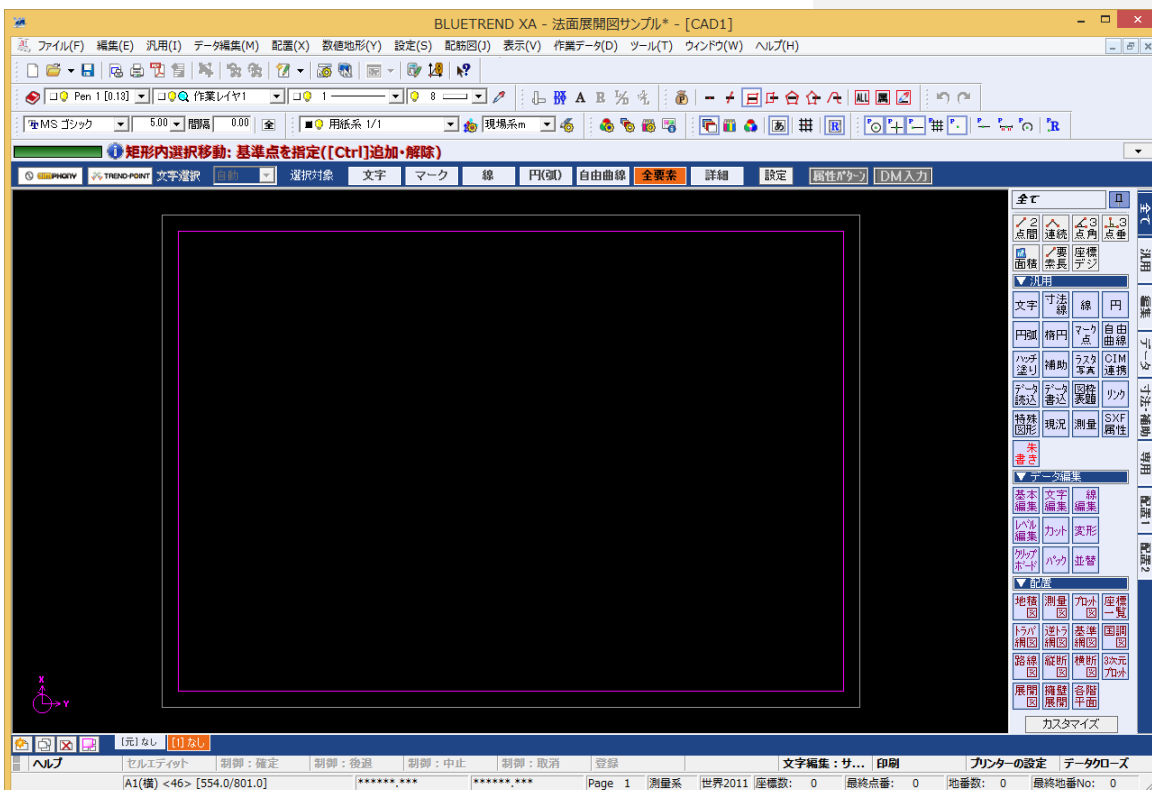 BLUETREND XA - 法面展開図サンプル* - [CAD1]
ファイル(F) 編集(E) 汎用(I) データ編集(M) 配置(X) 数値地形(Y) 設定(S) 配筋図(J) 表示(V) 作業データ(D) ツール(T) ウィンドウ(W) ヘルプ(H)
Pen 1 [0.13] 作業レイヤ1 1 8 A R ALL
MS ゴシック 5.00 間隔 0.00 全 用紙系 1/1 現場系m あ R
矩形内選択移動: 基準点を指定([Ctrl]追加・解除)
TREND-POINT 文字選択 自動 選択対象 文字 マーク 線 円(弧) 自由曲線 全要素 詳細 設定 属性パターン DM入力
全て
2点間 連続 3点角 3点垂
面積 要素長 座標デジ
▼ 汎用
文字 寸法線 線 円
円弧 楕円 マーク点 自由曲線
ハッチ塗り 補助 ラスタ写真 CIM連携
データ読込 データ書込 図枠表題 リンク
特殊図形 現況 測量 SXF属性
朱書き
▼ データ編集
基本編集 文字編集 線編集
レベル編集 カット 変形
クリップボード パック 並替
▼ 配置
地積図 測量図 プロット図 座標一覧
トラバ網図 逆トラ網図 基準網図 国調図
路線図 縦断図 横断図 3次元プロット
展開図 擁壁展開 各階平面
カスタマイズ
全て
汎用
編集
データ
寸法・補助
専用
配置1
配置2
X
Y
[元] なし [1] なし
ヘルプ セルエディット 制御:確定 制御:後退 制御:中止 制御:取消 登録 文字編集:サ... 印刷 プリンターの設定 データクローズ
A1(横) <46> [554.0/801.0] ******.*** ******.*** Page 1 測量系 世界2011 座標数: 0 最終点番: 0 地番数: 0 最終地番No: 0